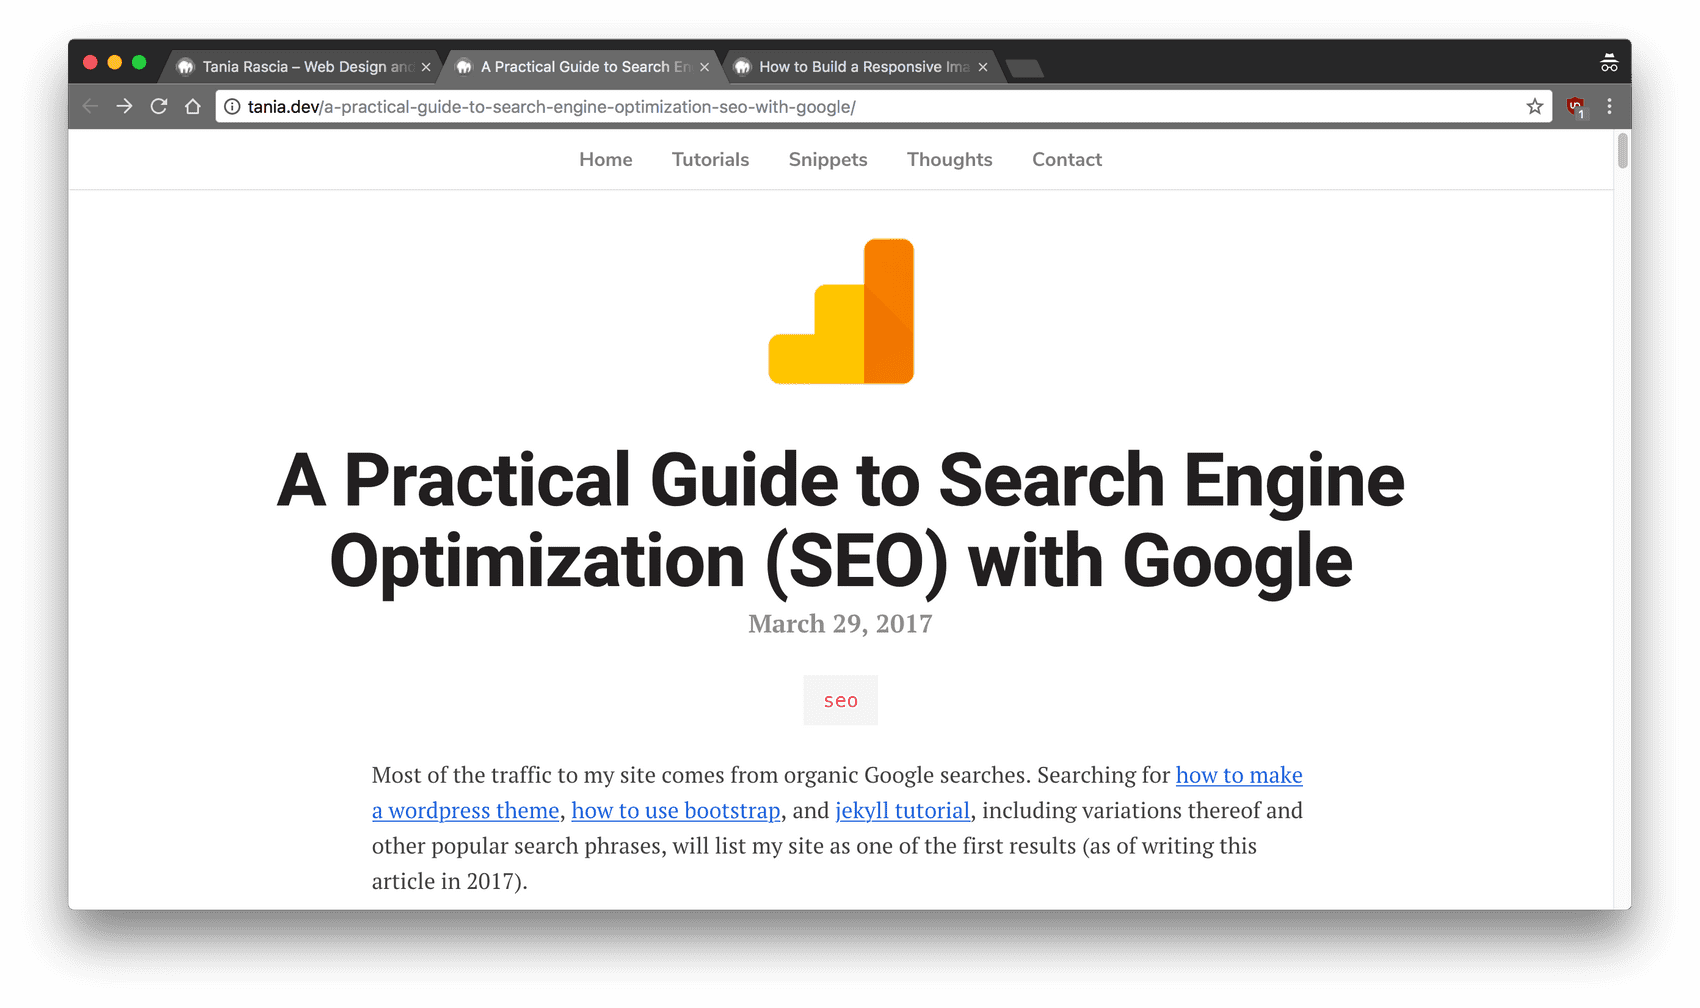 Tania Rascia – Web Design and
A Practical Guide to Search En
How to Build a Responsive Ima
tania.dev/a-practical-guide-to-search-engine-optimization-seo-with-google/
1
Home Tutorials Snippets Thoughts Contact
A Practical Guide to Search Engine
Optimization (SEO) with Google
March 29, 2017
seo
Most of the traffic to my site comes from organic Google searches. Searching for how to make
a wordpress theme, how to use bootstrap, and jekyll tutorial, including variations thereof and
other popular search phrases, will list my site as one of the first results (as of writing this
article in 2017).